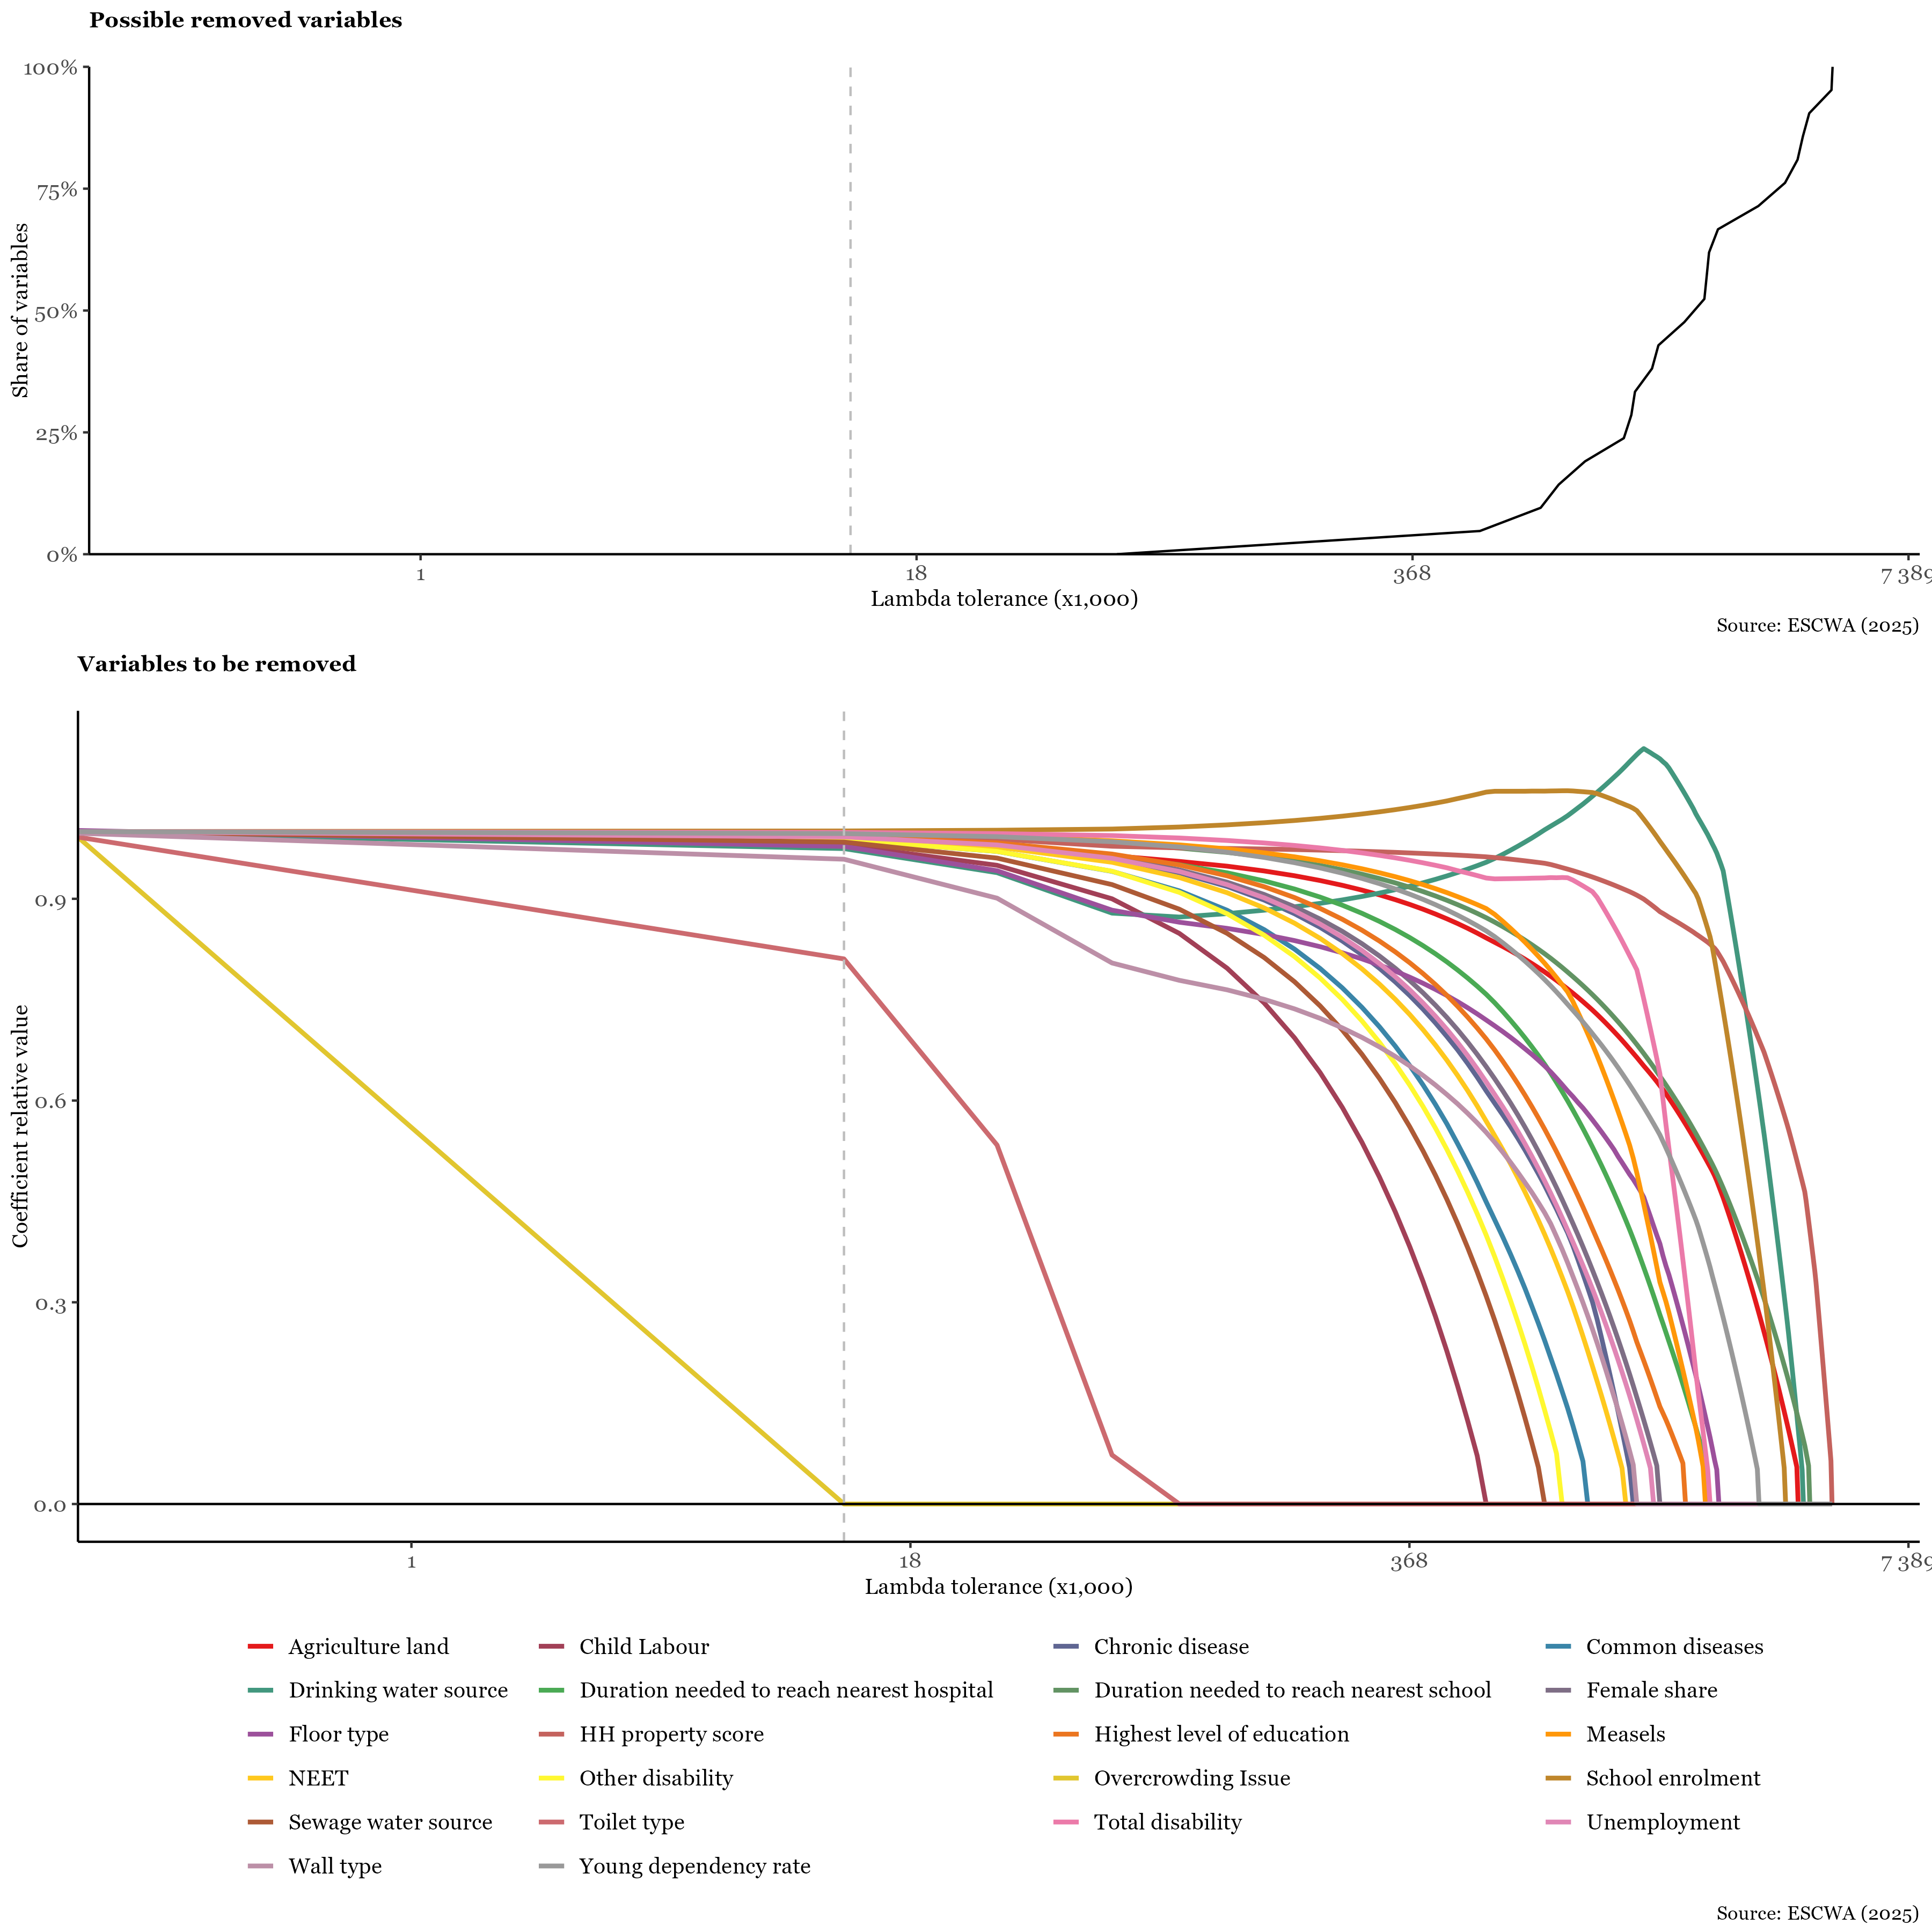 Possible removed variables
100%
75%
50%
25%
0%
Share of variables
1 18 368 7 389
Lambda tolerance (x1,000)
Source: ESCWA (2025)
Variables to be removed
0.9
0.6
0.3
0.0
Coefficient relative value
1 18 368 7 389
Lambda tolerance (x1,000)
Agriculture land Child Labour Chronic disease Common diseases
Drinking water source Duration needed to reach nearest hospital Duration needed to reach nearest school Female share
Floor type HH property score Highest level of education Measels
NEET Other disability Overcrowding Issue School enrolment
Sewage water source Toilet type Total disability Unemployment
Wall type Young dependency rate
Source: ESCWA (2025)